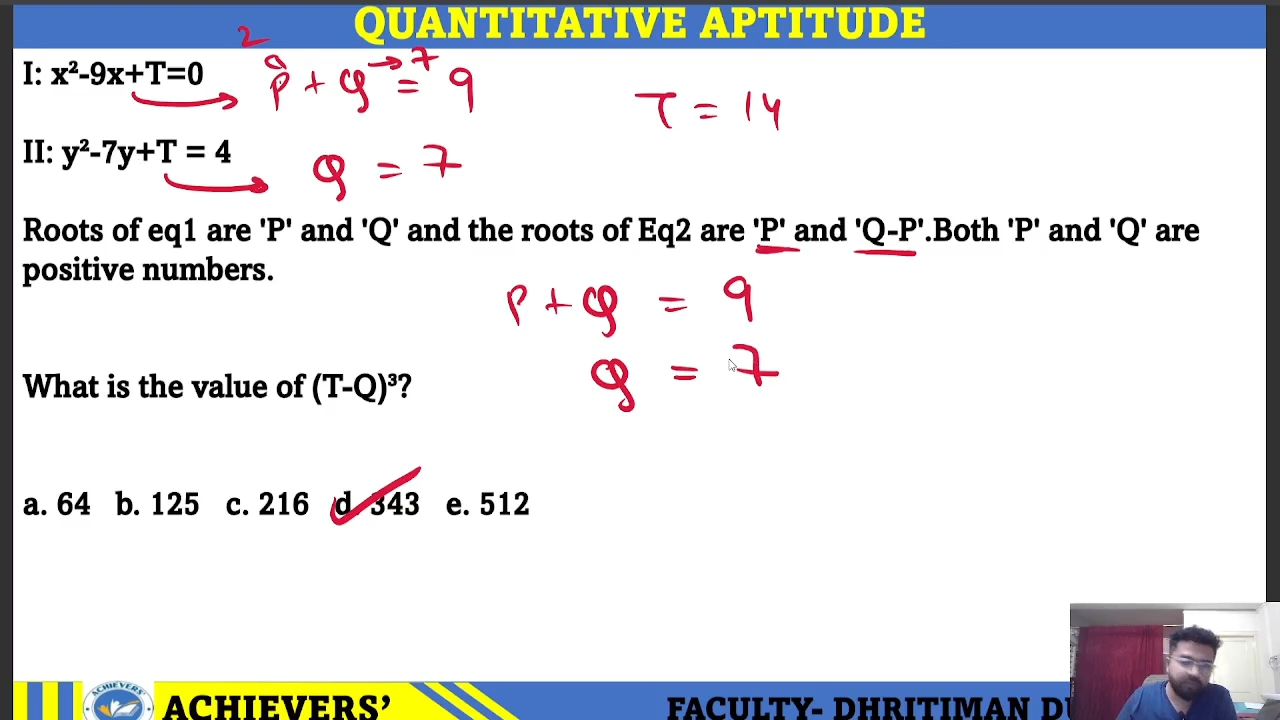 QUANTITATIVE APTITUDE
2
I: x²-9x+T=0
P + Q = 9
→ 7
T = 14
II: y²-7y+T = 4
Q = 7
Roots of eq1 are 'P' and 'Q' and the roots of Eq2 are 'P' and 'Q-P'.Both 'P' and 'Q' are
positive numbers.
P + Q = 9
Q = 7
What is the value of (T-Q)³?
a. 64 b. 125 c. 216 d. 343 e. 512
ACHIEVERS'
ACHIEVERS'
FACULTY- DHRITIMAN DU